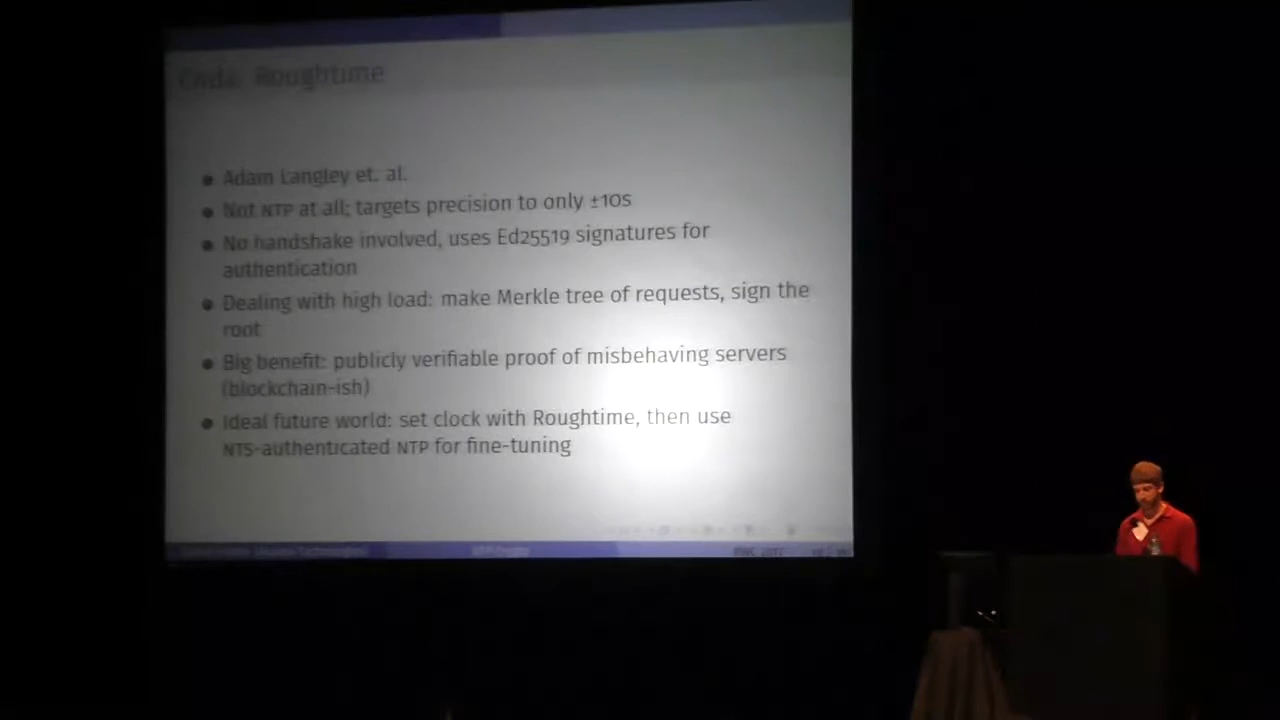 Coda: Roughtime
● Adam Langley et. al.
● Not NTP at all; targets precision to only ±10s
● No handshake involved, uses Ed25519 signatures for
authentication
● Dealing with high load: make Merkle tree of requests, sign the
root
● Big benefit: publicly verifiable proof of misbehaving servers
(blockchain-ish)
● Ideal future world: set clock with Roughtime, then use
NTS-authenticated NTP for fine-tuning